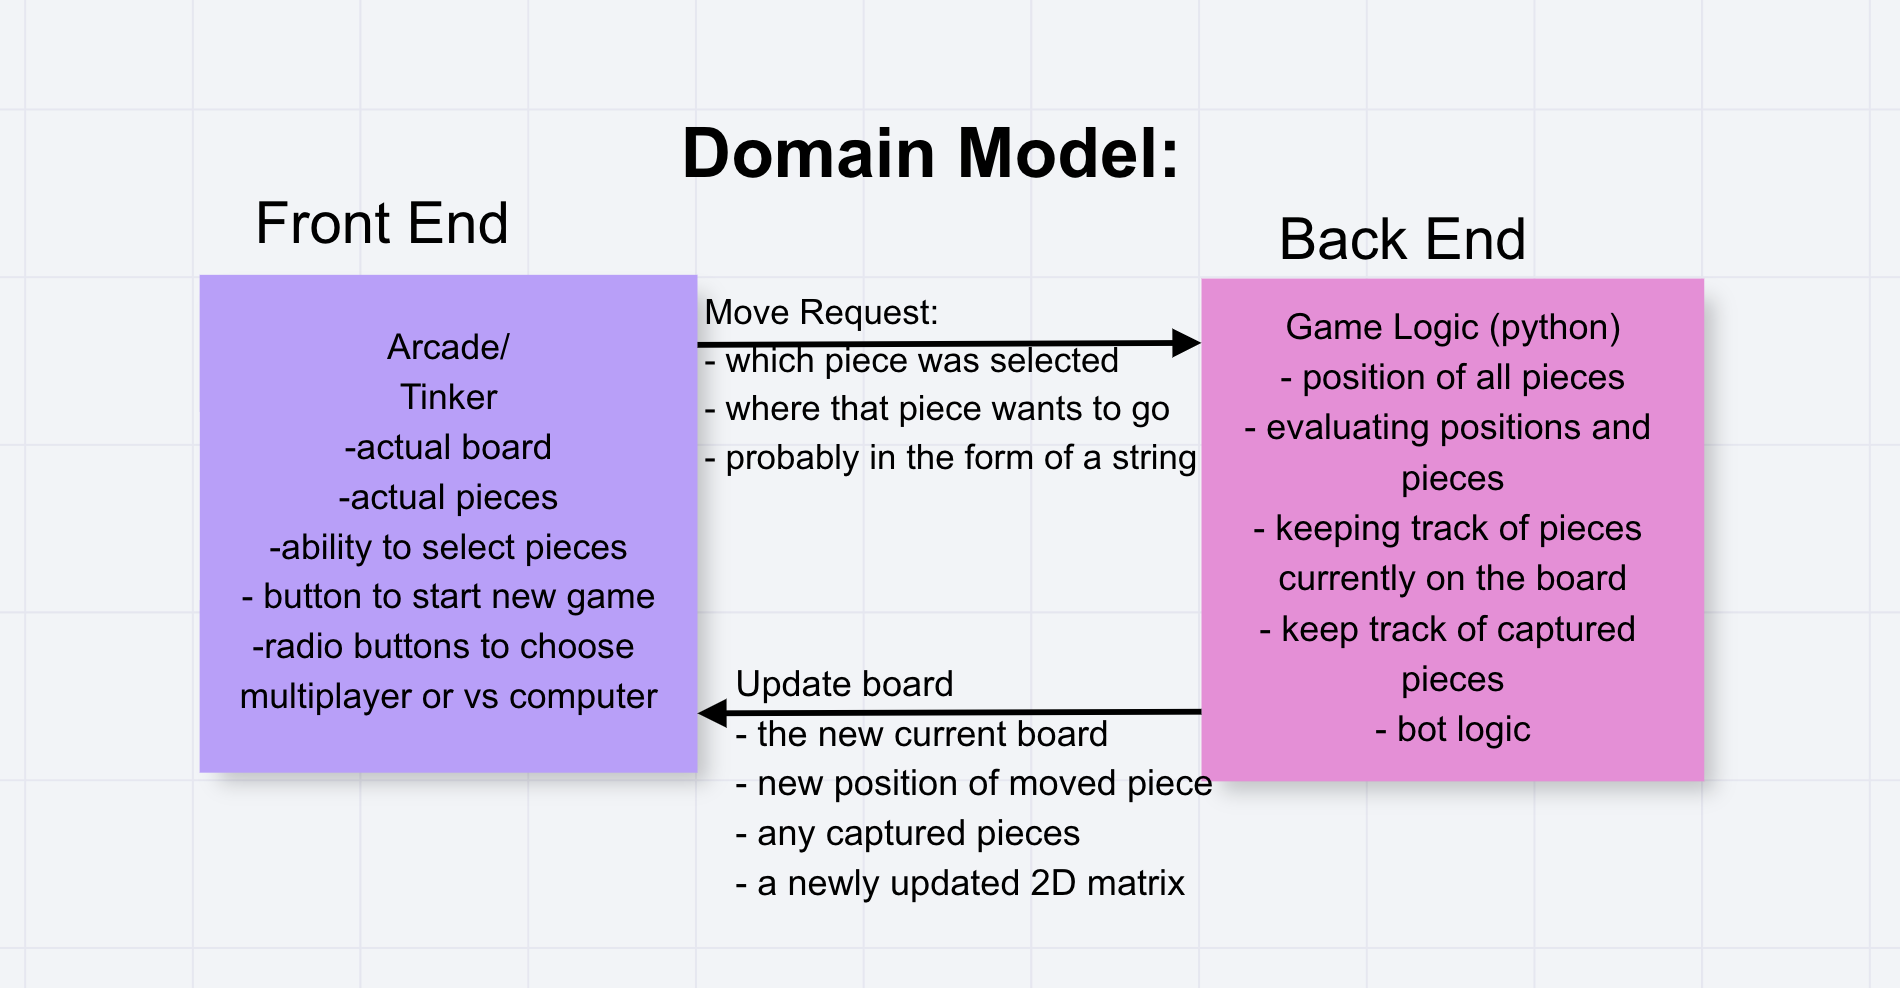 Domain Model:
Front End
Back End
Arcade/
Tinker
-actual board
-actual pieces
-ability to select pieces
- button to start new game
-radio buttons to choose
multiplayer or vs computer
Move Request:
- which piece was selected
- where that piece wants to go
- probably in the form of a string
Update board
- the new current board
- new position of moved piece
- any captured pieces
- a newly updated 2D matrix
Game Logic (python)
- position of all pieces
- evaluating positions and
pieces
- keeping track of pieces
currently on the board
- keep track of captured
pieces
- bot logic